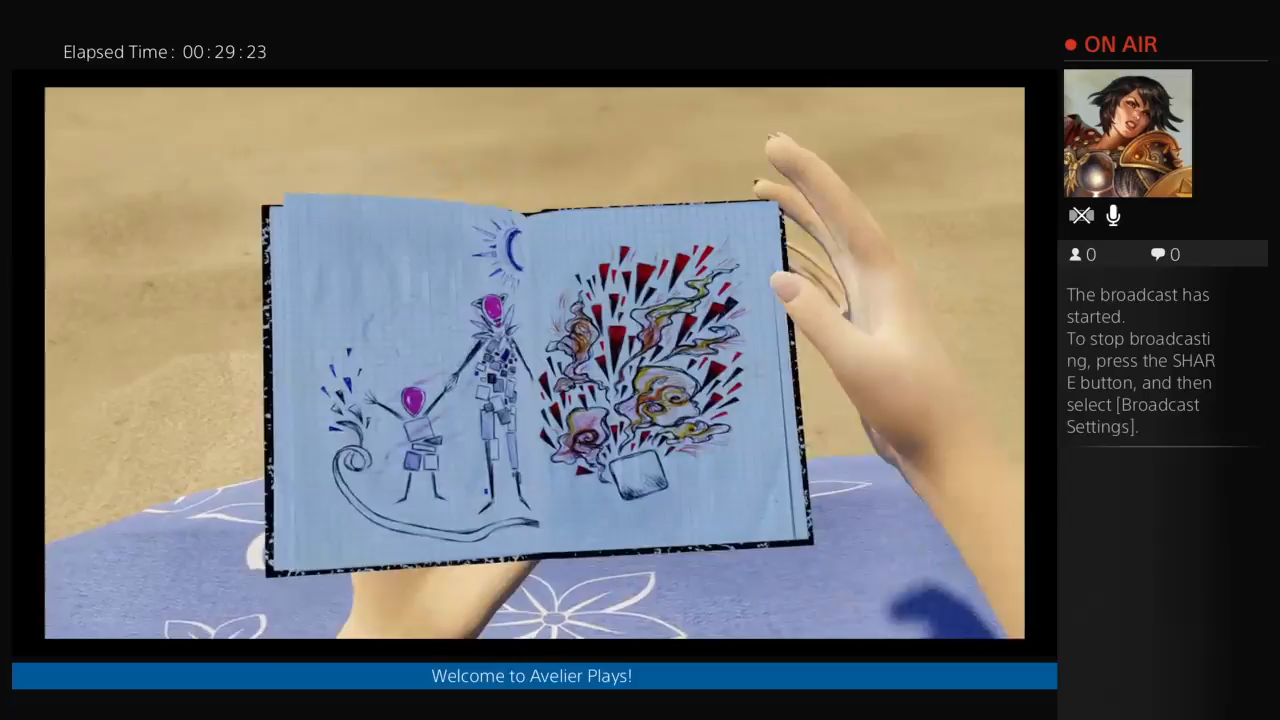 Elapsed Time: 00:29:23
ON AIR
0
0
The broadcast has
started.
To stop broadcasti
ng, press the SHAR
E button, and then
select [Broadcast
Settings].
Welcome to Avelier Plays!